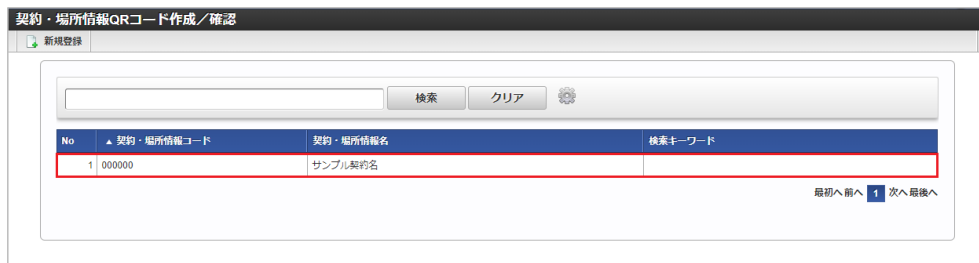 契約・場所情報QRコード作成／確認
新規登録
検索 クリア
No ▲ 契約・場所情報コード 契約・場所情報名 検索キーワード
1 000000 サンプル契約名
最初へ 前へ 1 次へ 最後へ